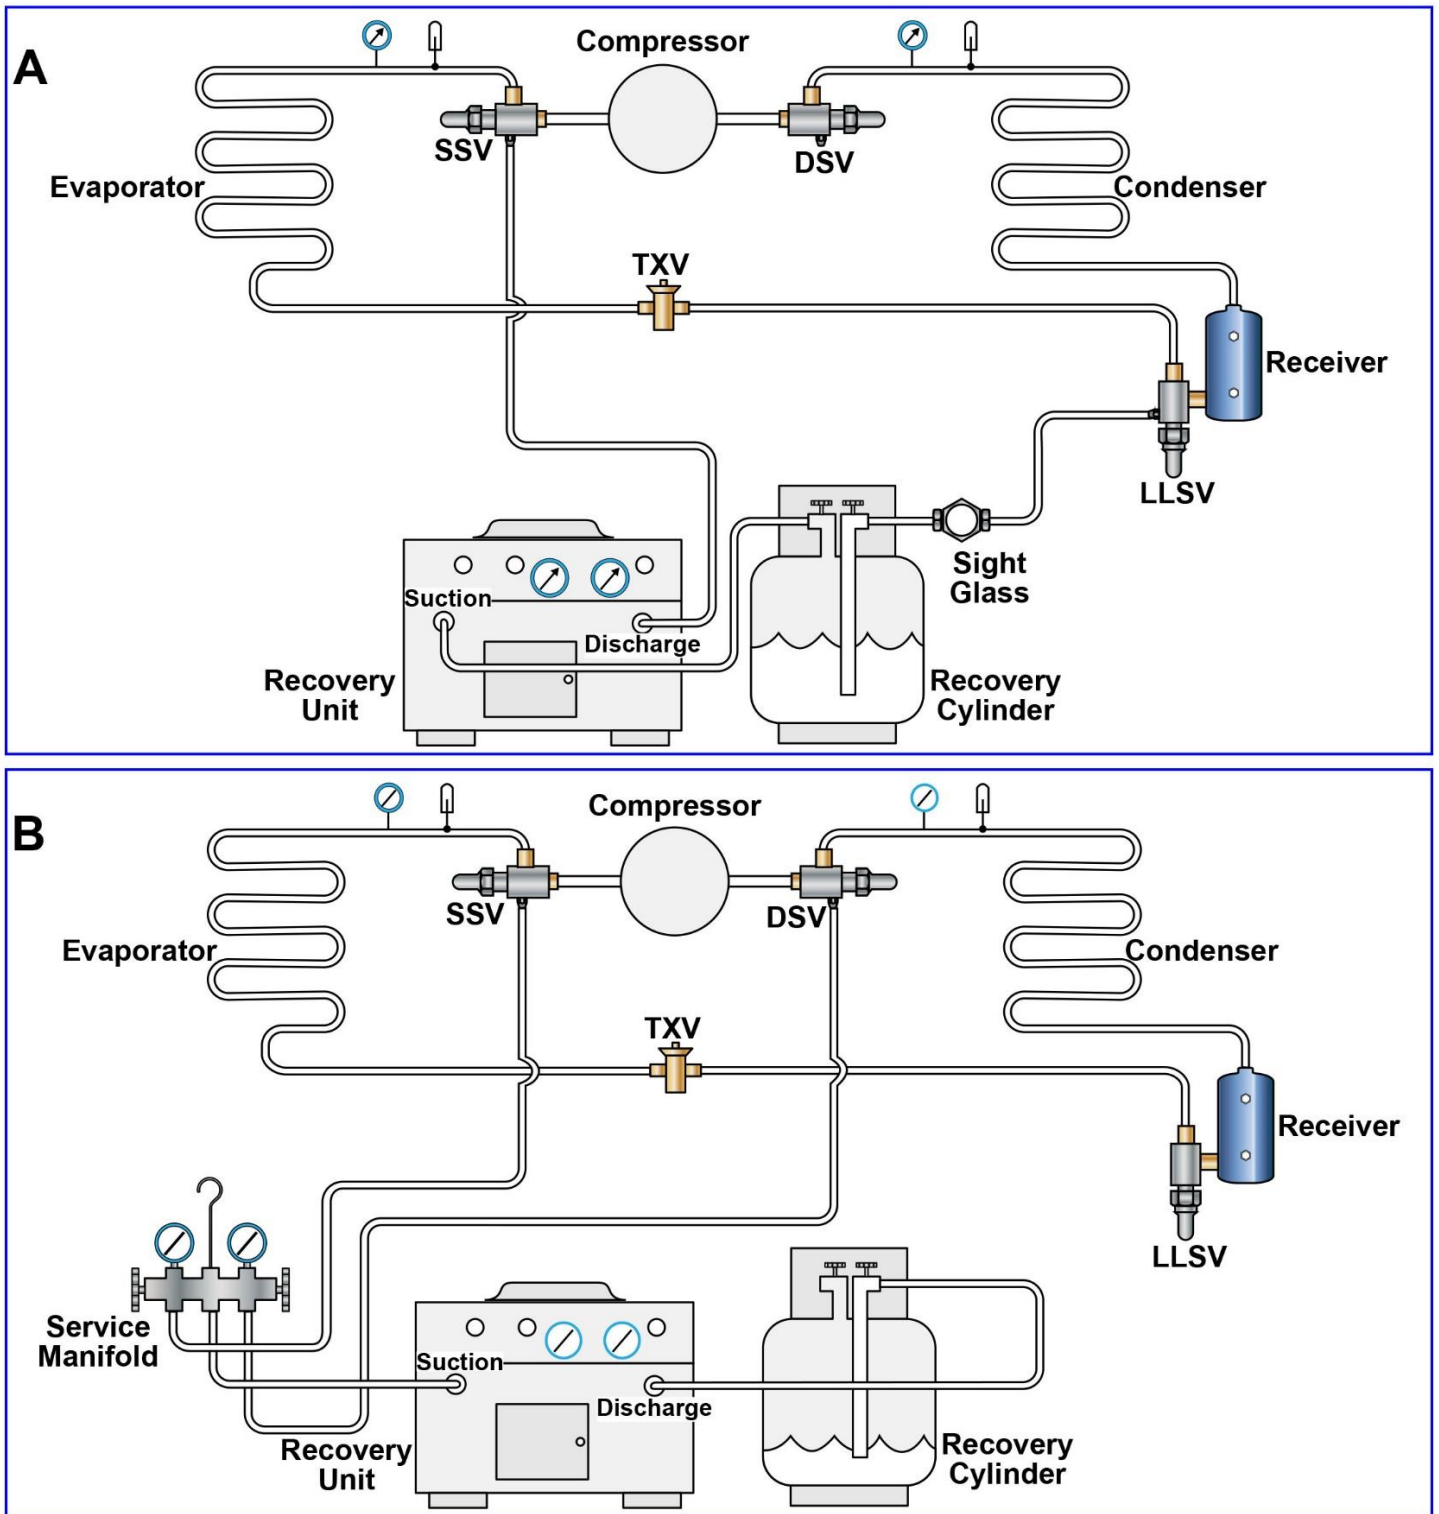 A
Compressor
SSV
DSV
Evaporator
Condenser
TXV
Receiver
LLSV
Sight
Glass
Suction
Discharge
Recovery
Unit
Recovery
Cylinder
B
Compressor
SSV
DSV
Evaporator
Condenser
TXV
Receiver
LLSV
Service
Manifold
Suction
Discharge
Recovery
Unit
Recovery
Cylinder